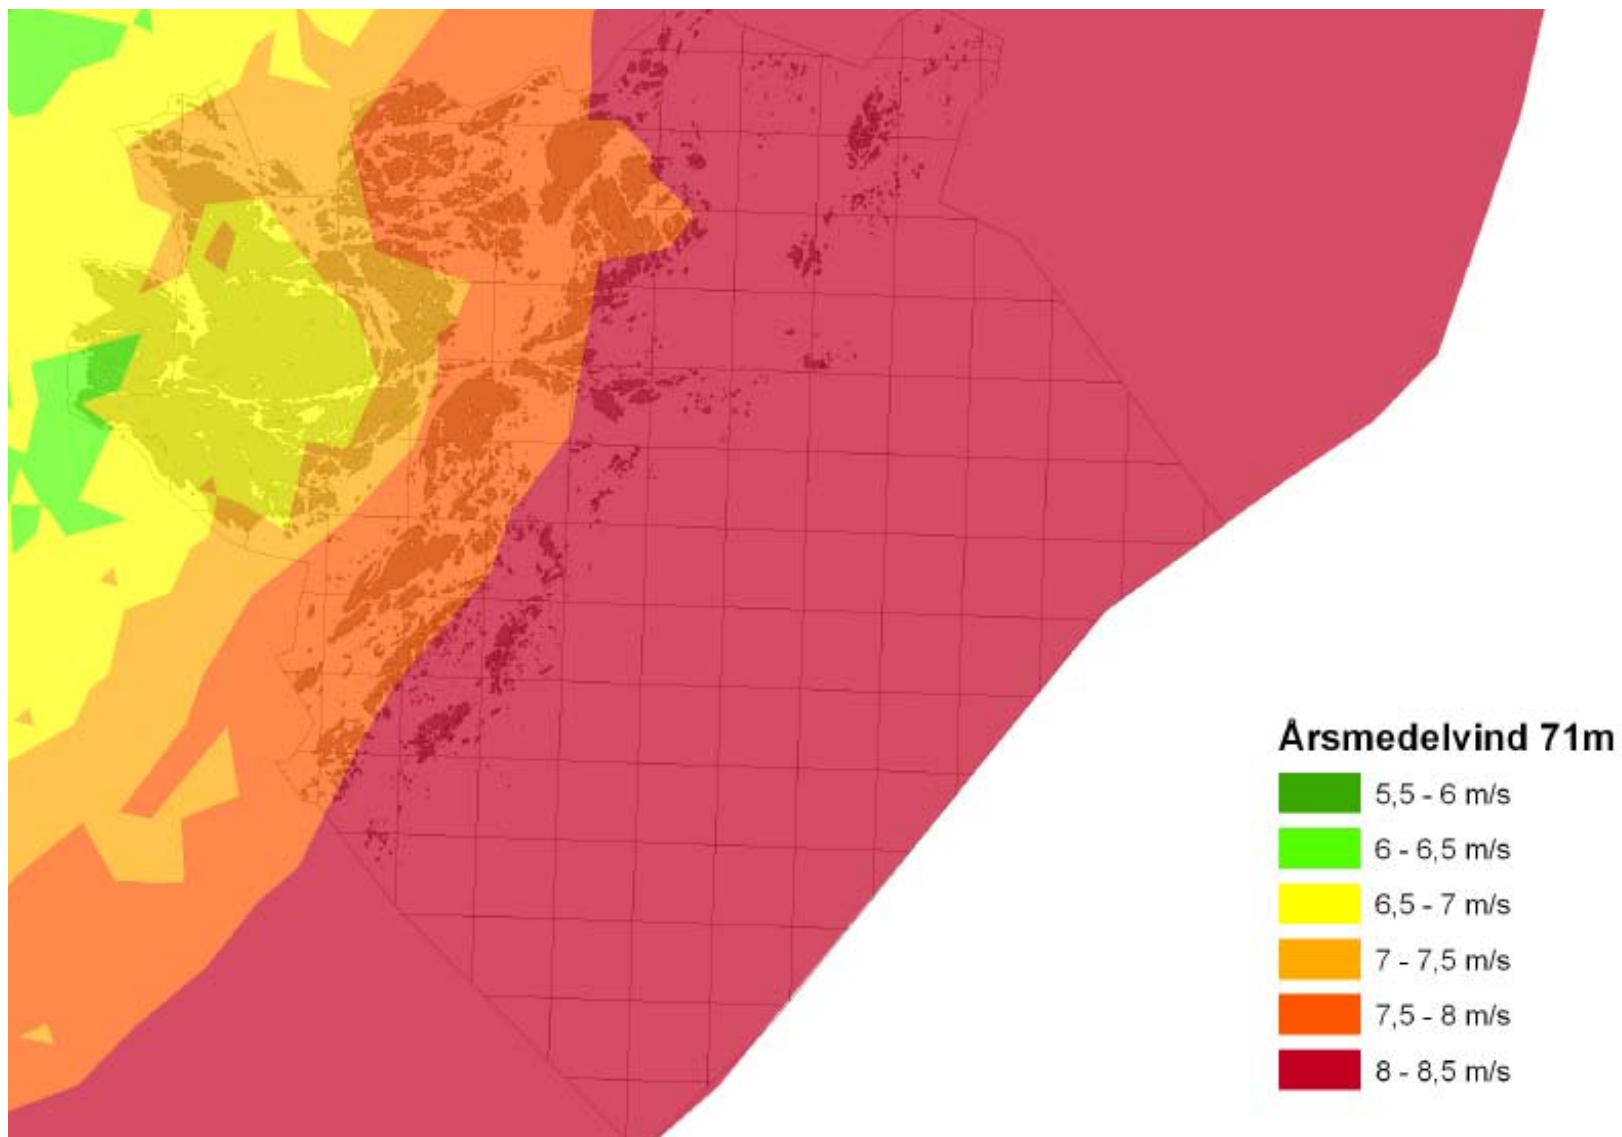 Årsmedelvind 71m
5,5 - 6 m/s
6 - 6,5 m/s
6,5 - 7 m/s
7 - 7,5 m/s
7,5 - 8 m/s
8 - 8,5 m/s